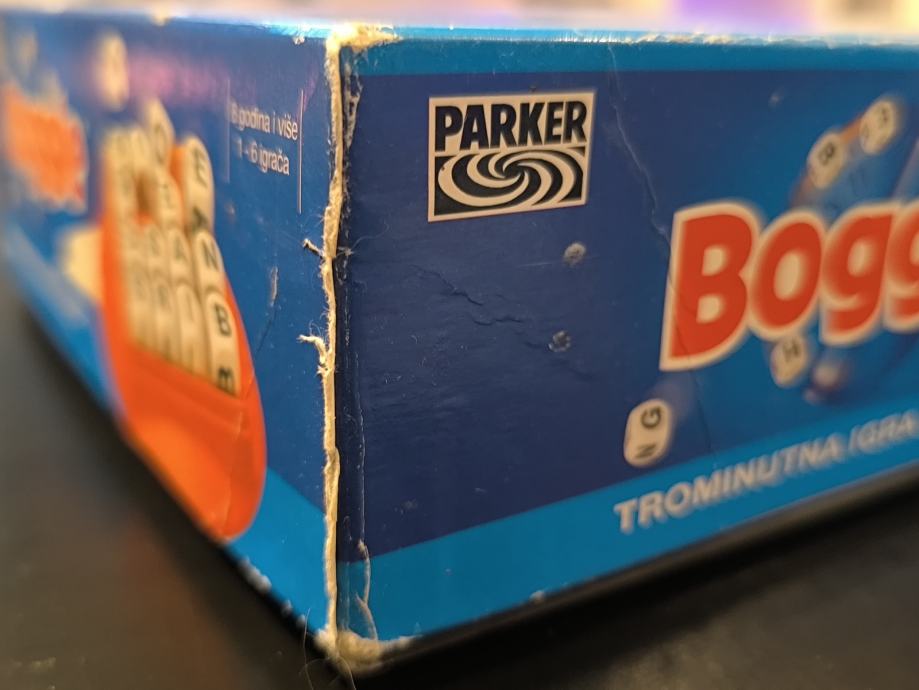 8 godina i više
1 - 6 igrača
PARKER
Bogg
TROMINUTNA IGRA
E
N
B
N G
H